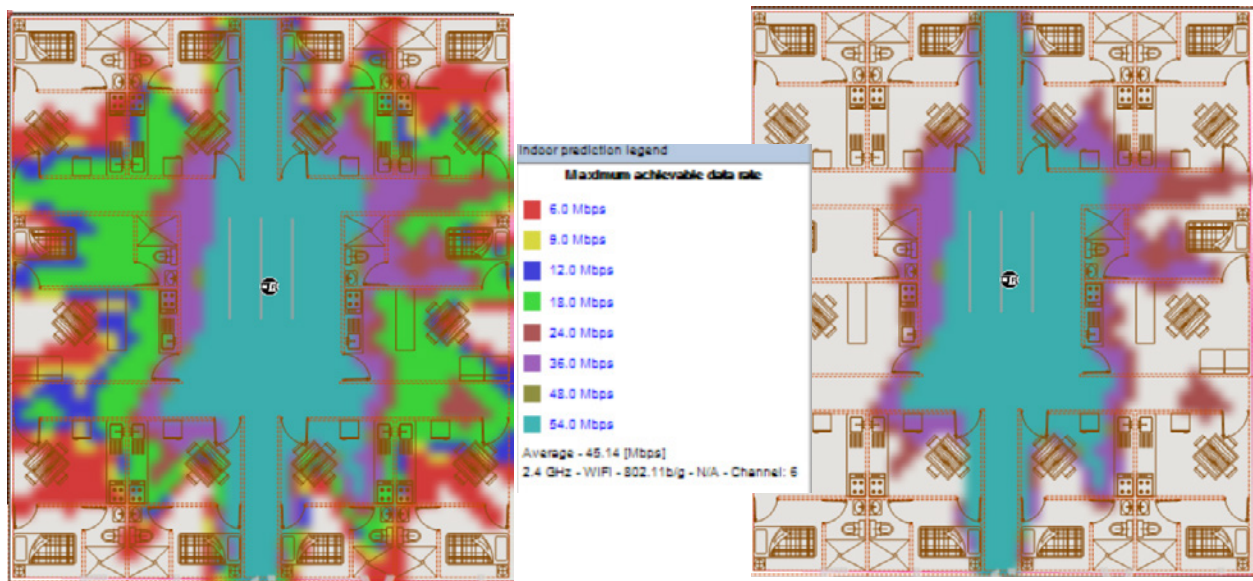 Indoor prediction legend
Maximum achievable data rate
6.0 Mbps
9.0 Mbps
12.0 Mbps
18.0 Mbps
24.0 Mbps
36.0 Mbps
48.0 Mbps
54.0 Mbps
Average - 45.14 [Mbps]
2.4 GHz - WIFI - 802.11b/g - N/A - Channel: 6